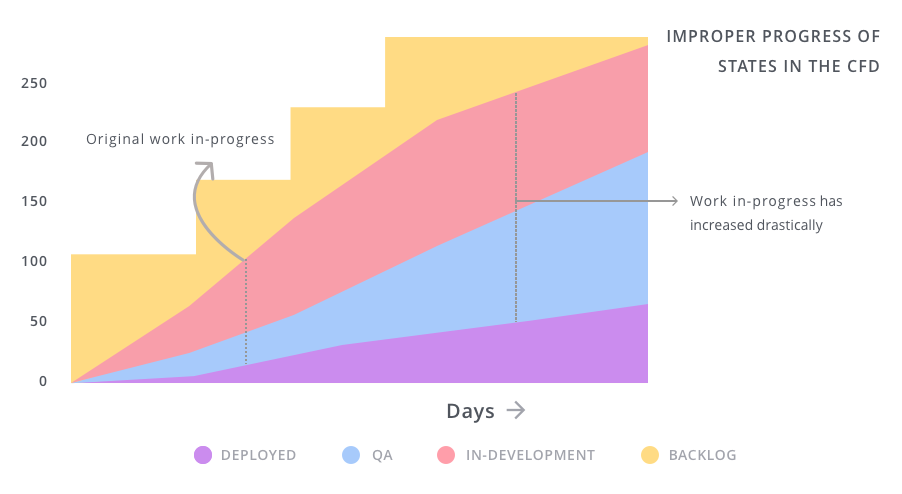 IMPROPER PROGRESS OF
STATES IN THE CFD
250
200
Original work in-progress
150
Work in-progress has
increased drastically
100
50
0
Days
DEPLOYED QA IN-DEVELOPMENT BACKLOG